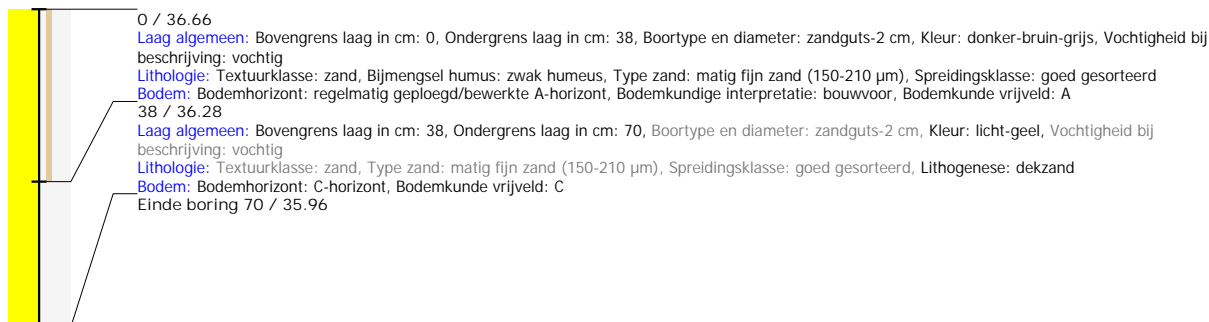 0 / 36.66
Laag algemeen: Bovengrens laag in cm: 0, Ondergrens laag in cm: 38, Boortype en diameter: zandguts-2 cm, Kleur: donker-bruin-grijs, Vochtigheid bij
beschrijving: vochtig
Lithologie: Textuurklasse: zand, Bijmengsel humus: zwak humeus, Type zand: matig fijn zand (150-210 µm), Spreidingsklasse: goed gesorteerd
Bodem: Bodemhorizont: regelmatig geploegd/bewerkte A-horizont, Bodemkundige interpretatie: bouwvoor, Bodemkunde vrijveld: A
38 / 36.28
Laag algemeen: Bovengrens laag in cm: 38, Ondergrens laag in cm: 70, Boortype en diameter: zandguts-2 cm, Kleur: licht-geel, Vochtigheid bij
beschrijving: vochtig
Lithologie: Textuurklasse: zand, Type zand: matig fijn zand (150-210 µm), Spreidingsklasse: goed gesorteerd, Lithogenese: dekzand
Bodem: Bodemhorizont: C-horizont, Bodemkunde vrijveld: C
Einde boring 70 / 35.96